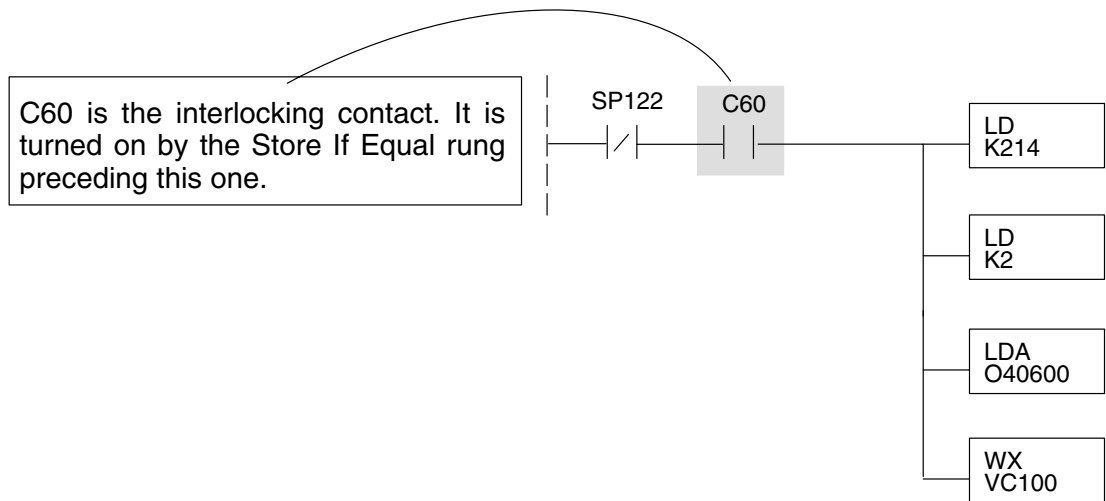 C60 is the interlocking contact. It is
turned on by the Store If Equal rung
preceding this one.
SP122
C60
LD
K214
LD
K2
LDA
O40600
WX
VC100